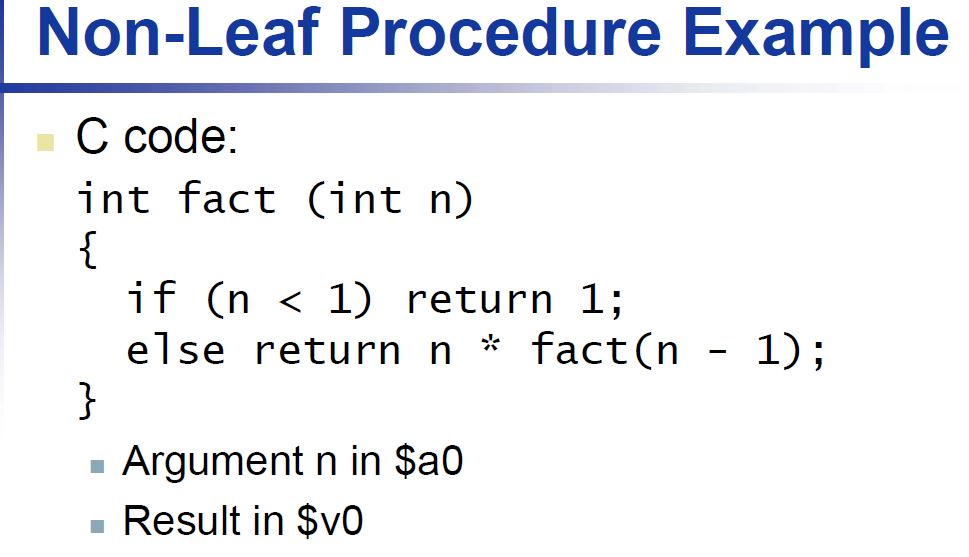 Non-Leaf Procedure Example
C code:
int fact (int n)
{
if (n < 1) return 1;
else return n * fact(n - 1);
}
Argument n in $a0
Result in $v0